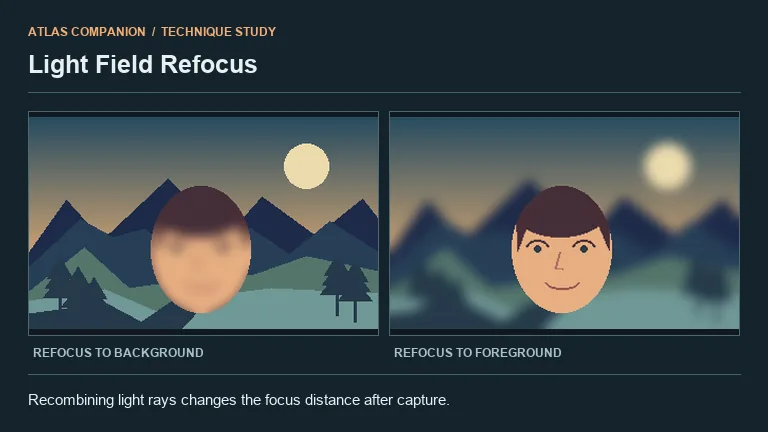 ATLAS COMPANION / TECHNIQUE STUDY
Light Field Refocus
REFOCUS TO BACKGROUND
REFOCUS TO FOREGROUND
Recombining light rays changes the focus distance after capture.